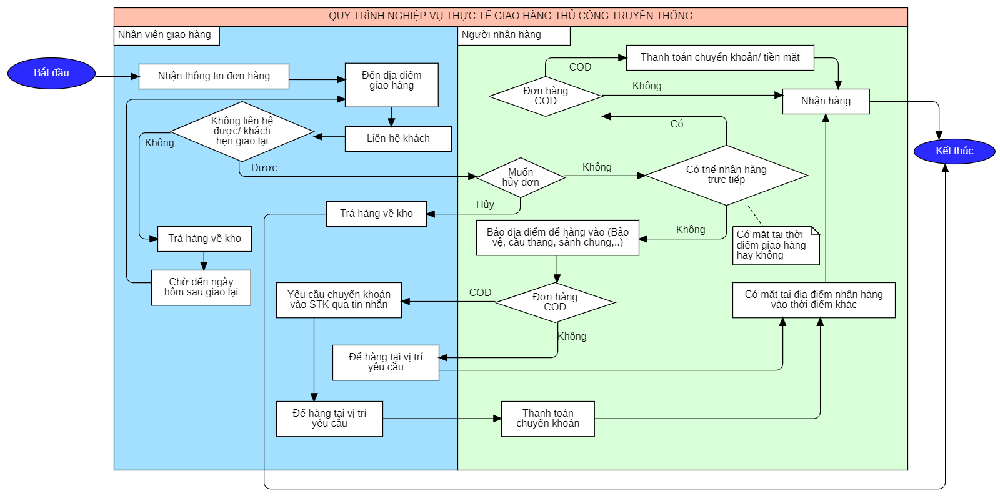 QUY TRÌNH NGHIỆP VỤ THỰC TẾ GIAO HÀNG THỦ CÔNG TRUYỀN THỐNG
Nhân viên giao hàng
Người nhận hàng
Bắt đầu
Nhận thông tin đơn hàng
Đến địa điểm
giao hàng
COD
Thanh toán chuyển khoản/ tiền mặt
Đơn hàng
COD
Không
Nhận hàng
Không liên hệ
được/ khách
hẹn giao lại
Không
Liên hệ khách
Có
Kết thúc
Được
Muốn
hủy đơn
Không
Có thể nhận hàng
trực tiếp
Hủy
Trả hàng về kho
Trả hàng về kho
Báo địa điểm để hàng vào (Bảo
vệ, cầu thang, sảnh chung,..)
Không
Có mặt tại thời
điểm giao hàng
hay không
Chờ đến ngày
hôm sau giao lại
Yêu cầu chuyển khoản
vào STK qua tin nhắn
COD
Đơn hàng
COD
Có mặt tại địa điểm nhận hàng
vào thời điểm khác
Không
Để hàng tại vị trí
yêu cầu
Để hàng tại vị trí
yêu cầu
Thanh toán
chuyển khoản